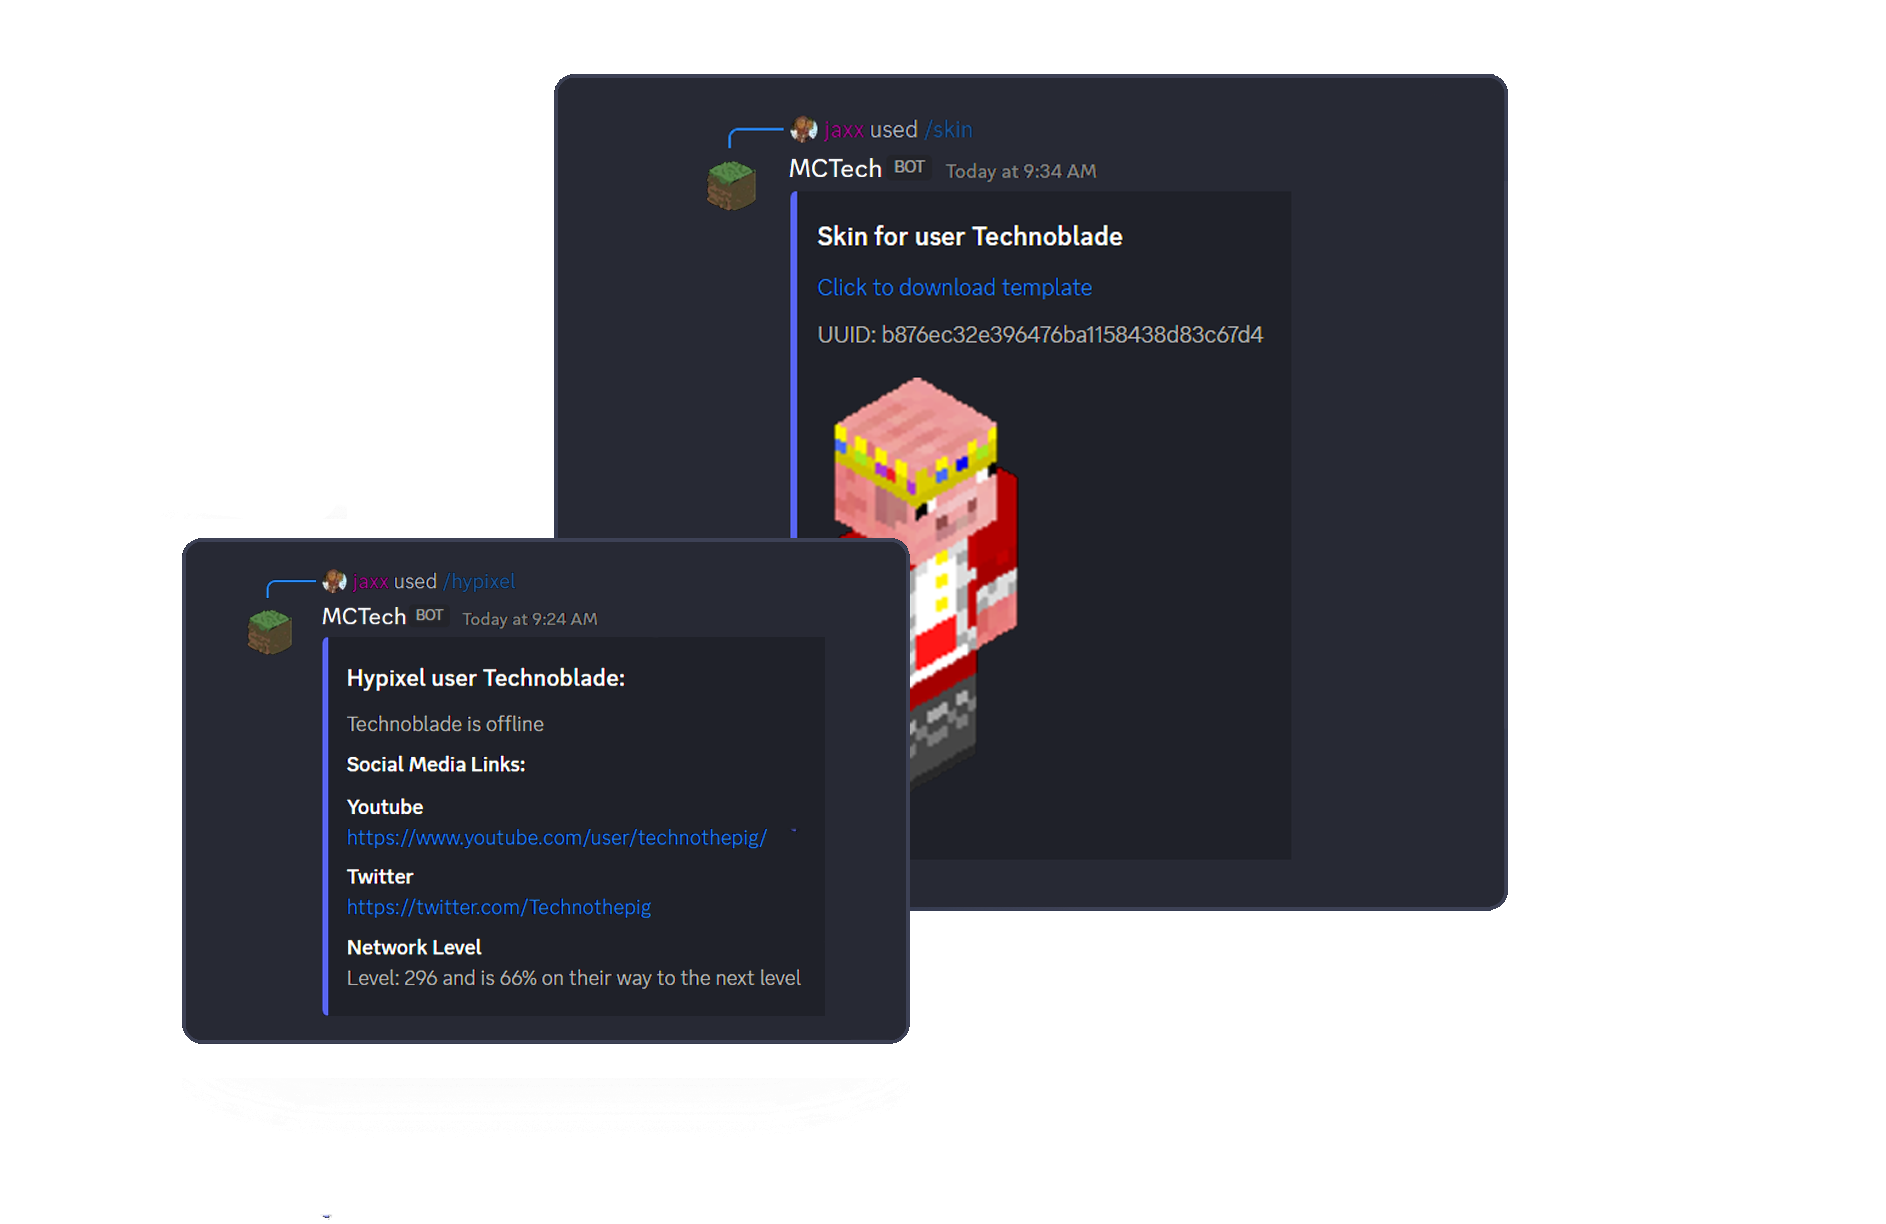 jaxx used /skin
MCTech BOT Today at 9:34 AM
Skin for user Technoblade
Click to download template
UUID: b876ec32e396476ba1158438d83c67d4
jaxx used /hypixel
MCTech BOT Today at 9:24 AM
Hypixel user Technoblade:
Technoblade is offline
Social Media Links:
Youtube
https://www.youtube.com/user/technothepig/
Twitter
https://twitter.com/Technothepig
Network Level
Level: 296 and is 66% on their way to the next level